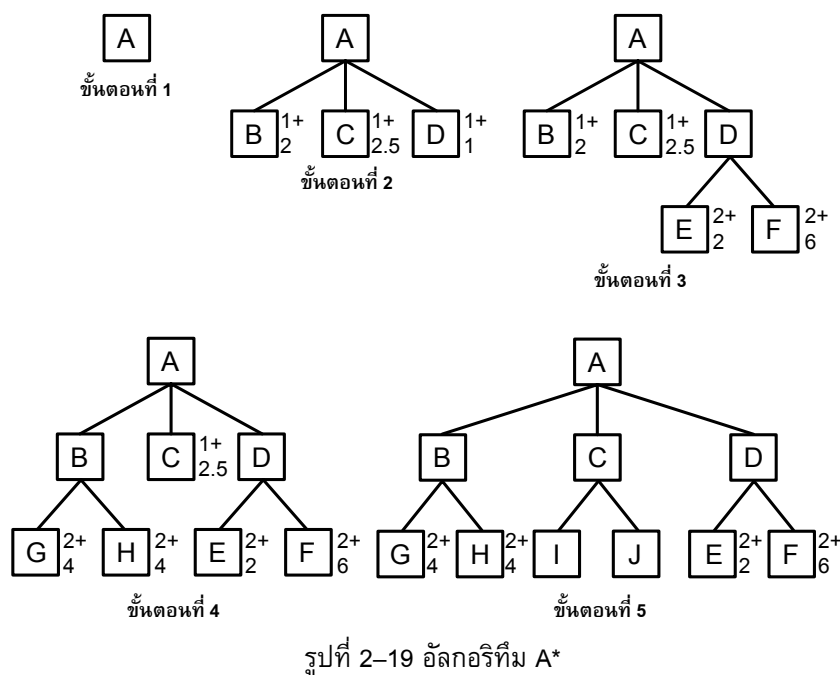 A
ขั้นตอนที่ 1
A
B 1+ 2 C 1+ 2.5 D 1+ 1
ขั้นตอนที่ 2
A
B 1+ 2 C 1+ 2.5 D
E 2+ 2 F 2+ 6
ขั้นตอนที่ 3
A
B C 1+ 2.5 D
G 2+ 4 H 2+ 4 E 2+ 2 F 2+ 6
ขั้นตอนที่ 4
A
B C D
G 2+ 4 H 2+ 4 I J E 2+ 2 F 2+ 6
ขั้นตอนที่ 5
รูปที่ 2–19 อัลกอริทึม A*